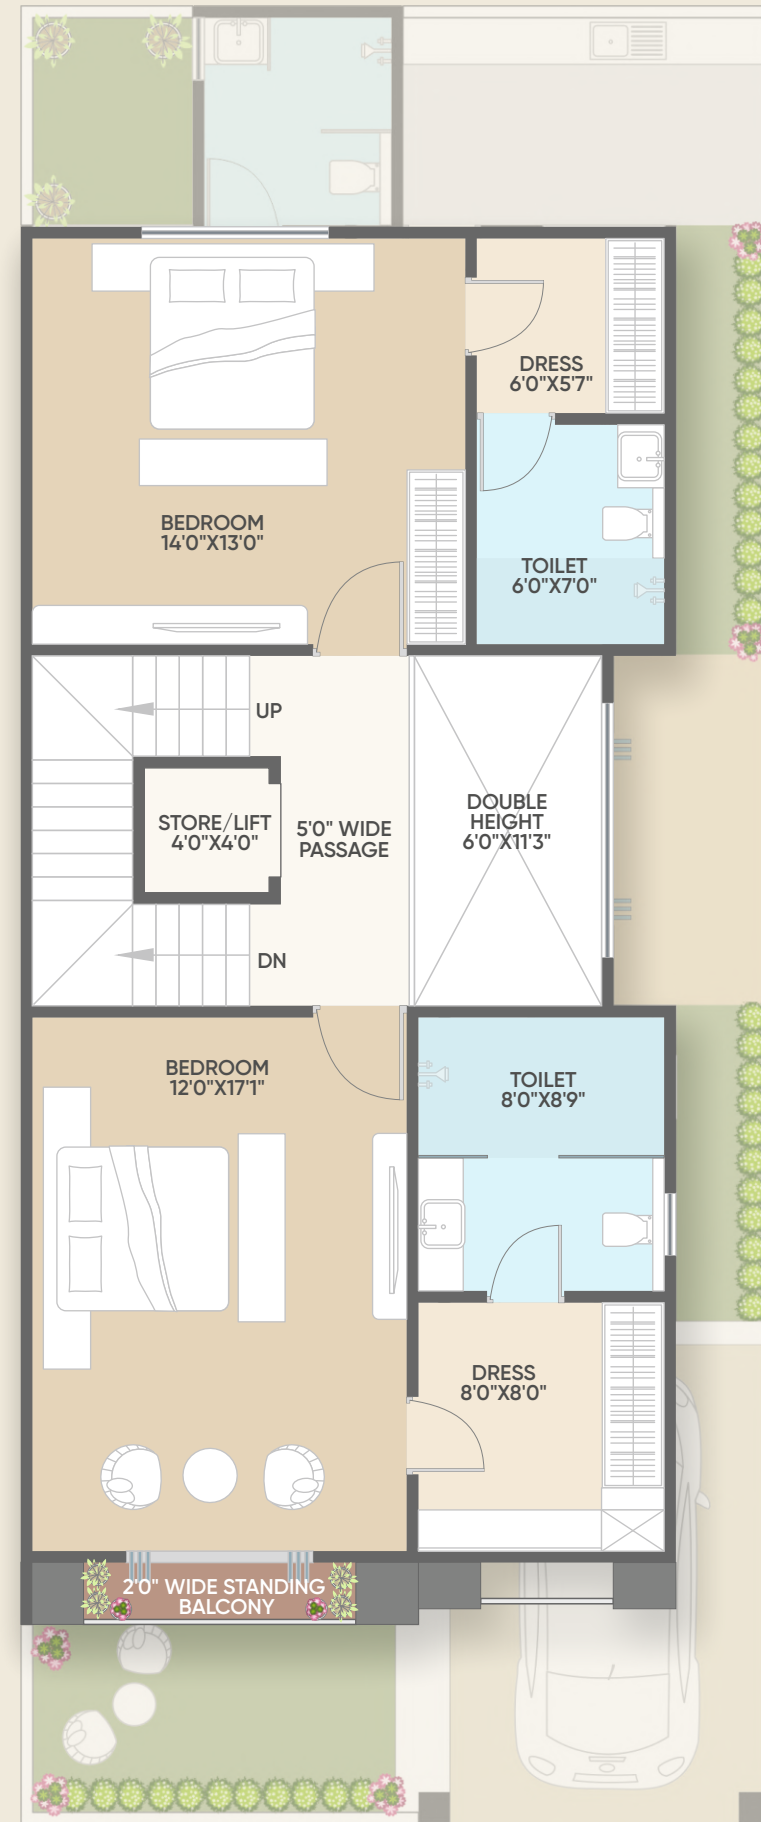 DRESS
6'0"X5'7"
BEDROOM
14'0"X13'0"
TOILET
6'0"X7'0"
UP
STORE/LIFT
4'0"X4'0"
5'0" WIDE
PASSAGE
DOUBLE
HEIGHT
6'0"X11'3"
DN
BEDROOM
12'0"X17'1"
TOILET
8'0"X8'9"
DRESS
8'0"X8'0"
2'0" WIDE STANDING
BALCONY